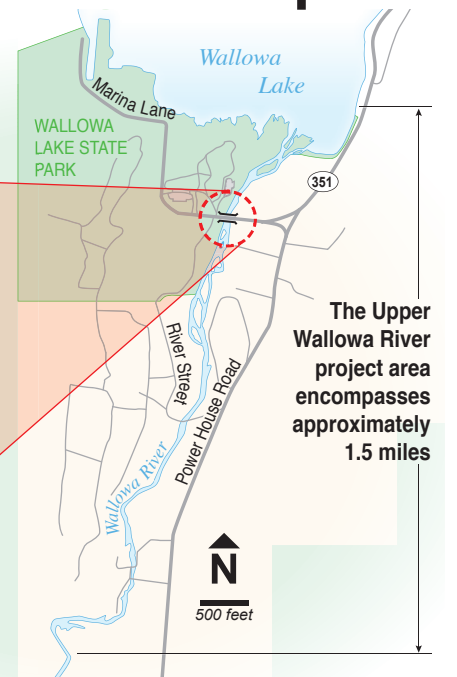 Wallowa
Lake
Marina Lane
WALLOWA
LAKE STATE
PARK
351
The Upper
Wallowa River
project area
encompasses
approximately
1.5 miles
River Street
Power House Road
Wallowa River
N
500 feet